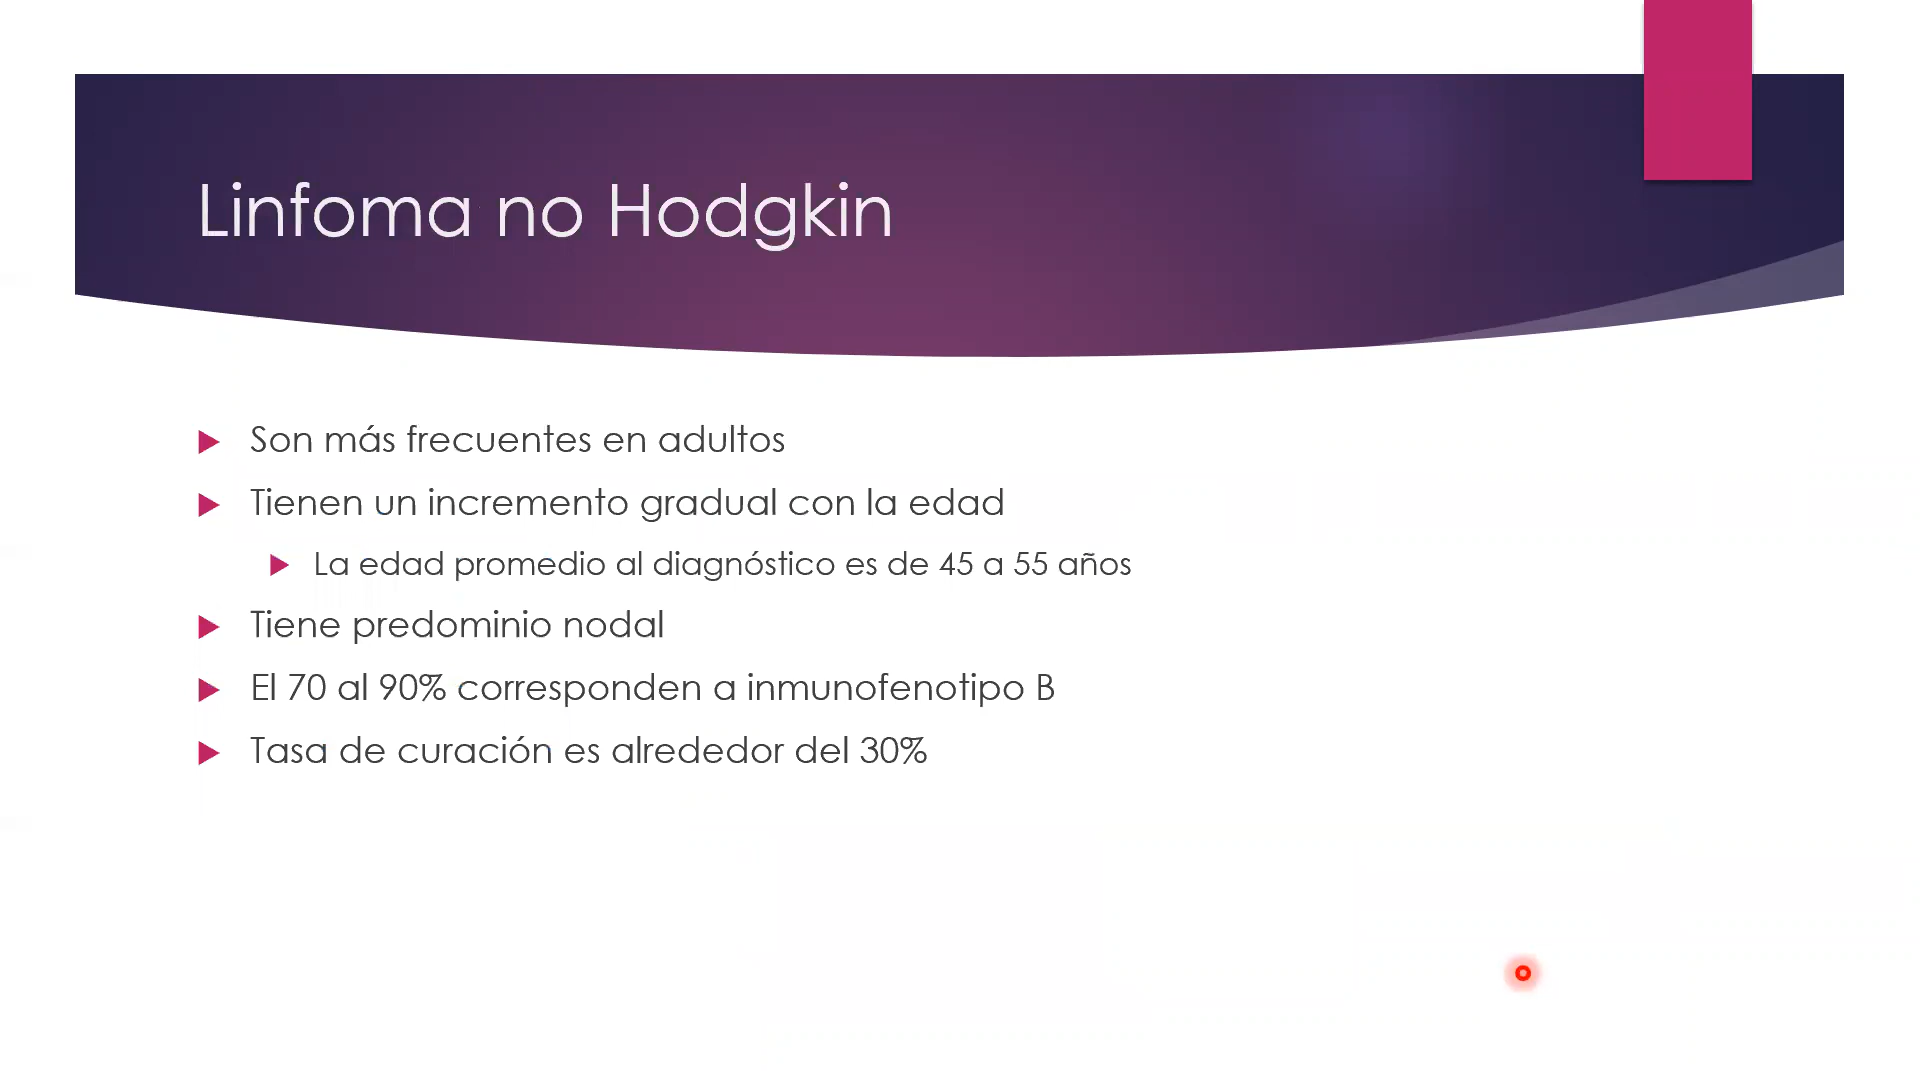 Linfoma no Hodgkin
Son más frecuentes en adultos
Tienen un incremento gradual con la edad
La edad promedio al diagnóstico es de 45 a 55 años
Tiene predominio nodal
El 70 al 90% corresponden a inmunofenotipo B
Tasa de curación es alrededor del 30%